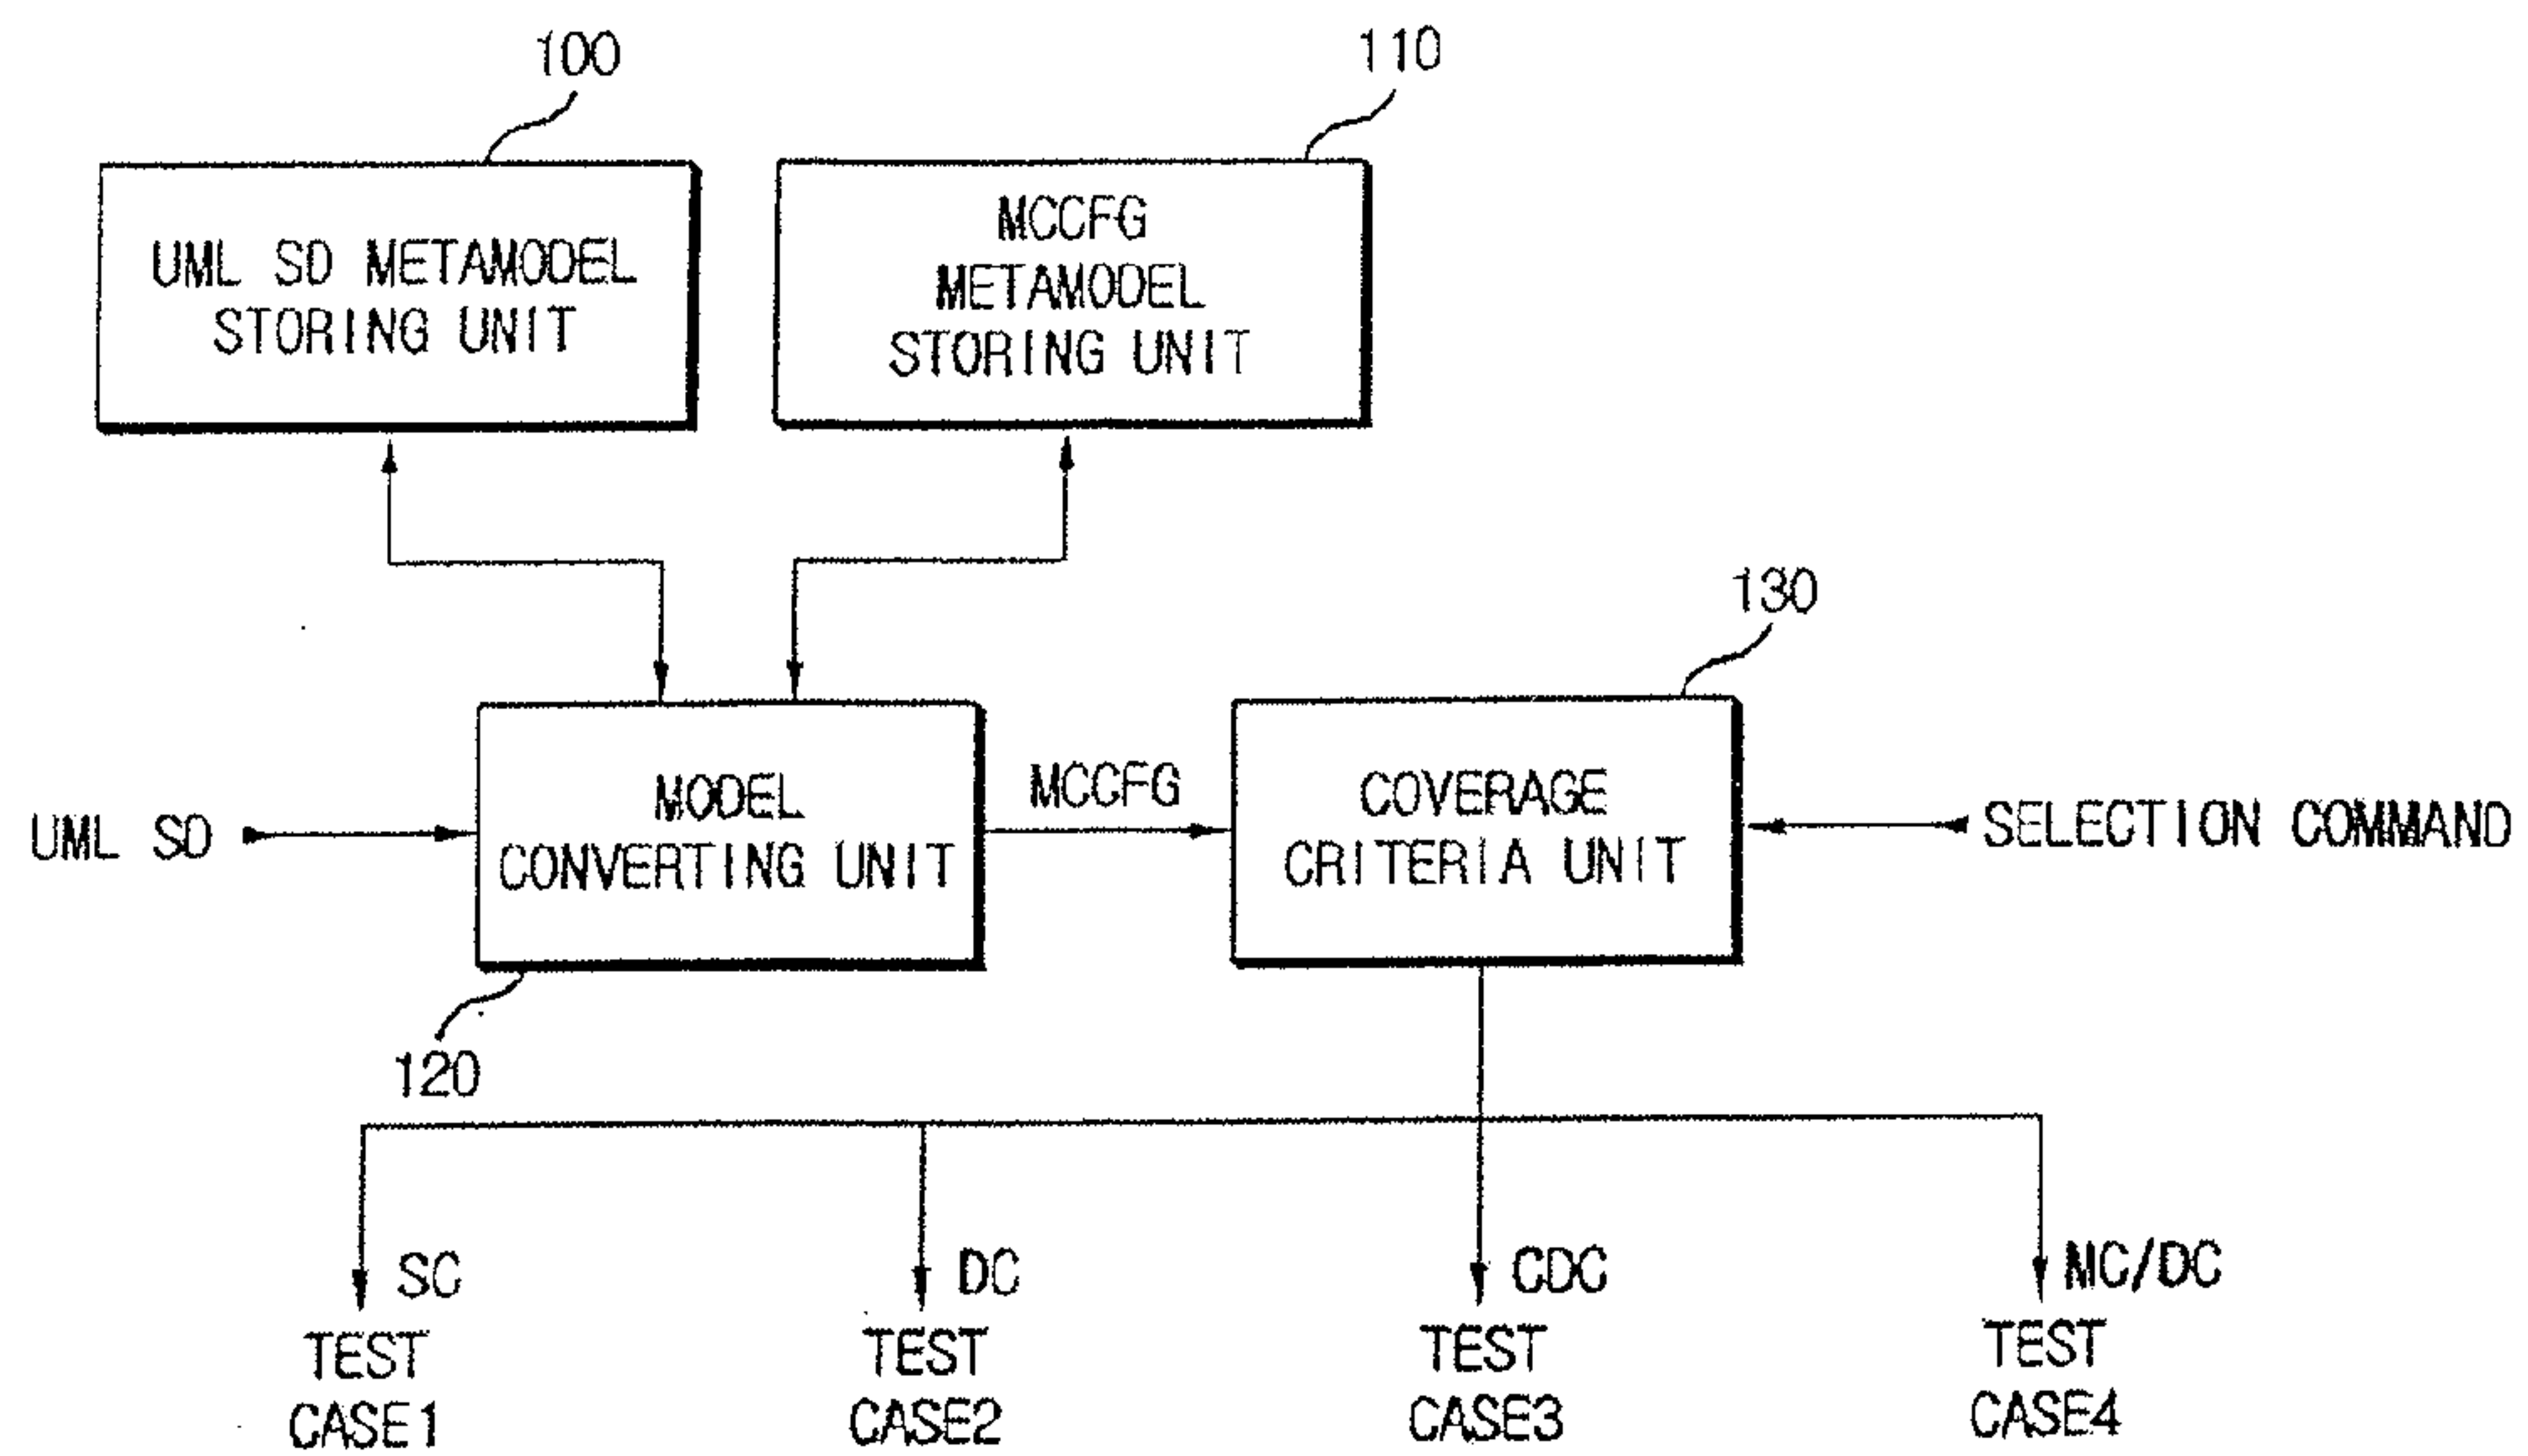 100
110
UML SD METAMODEL
STORING UNIT
MCCFG
METAMODEL
STORING UNIT
130
UML SD
MODEL
CONVERTING UNIT
MCCFG
COVERAGE
CRITERIA UNIT
SELECTION COMMAND
120
SC
DC
CDC
MC/DC
TEST
CASE1
TEST
CASE2
TEST
CASE3
TEST
CASE4